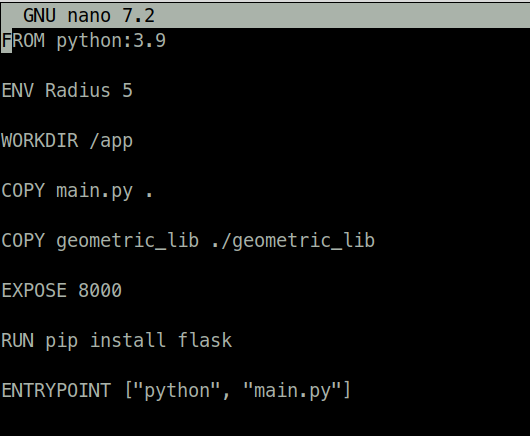 GNU nano 7.2
FROM python:3.9
ENV Radius 5
WORKDIR /app
COPY main.py .
COPY geometric_lib ./geometric_lib
EXPOSE 8000
RUN pip install flask
ENTRYPOINT ["python", "main.py"]